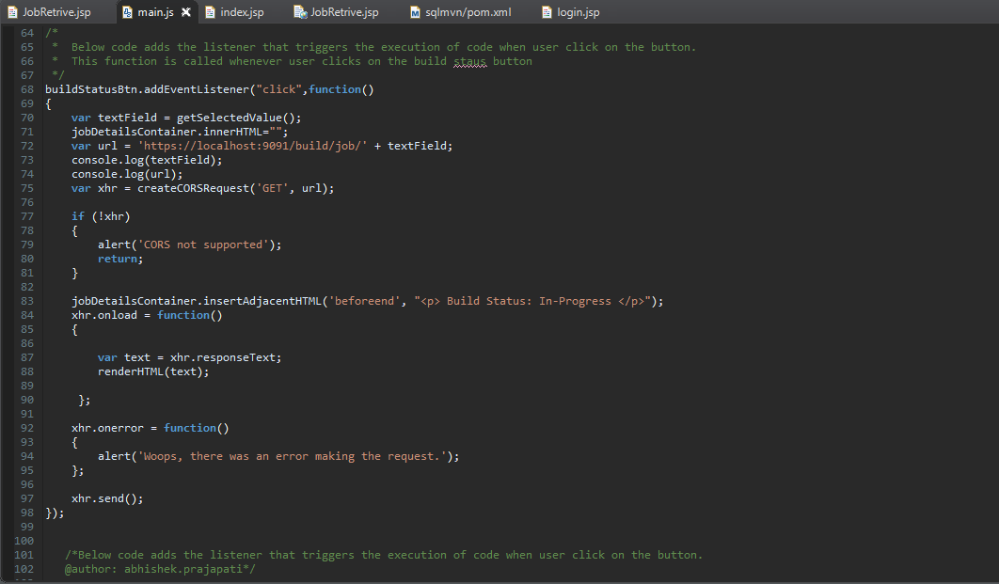 JobRetrive.jsp main.js index.jsp JobRetrive.jsp sqlmvn/pom.xml login.jsp
64 /*
65 * Below code adds the listener that triggers the execution of code when user click on the button.
66 * This function is called whenever user clicks on the build staus button
67 */
68 buildStatusBtn.addEventListener("click",function()
69 {
70 var textField = getSelectedValue();
71 jobDetailsContainer.innerHTML="";
72 var url = 'https://localhost:9091/build/job/' + textField;
73 console.log(textField);
74 console.log(url);
75 var xhr = createCORSRequest('GET', url);
76
77 if (!xhr)
78 {
79 alert('CORS not supported');
80 return;
81 }
82
83 jobDetailsContainer.insertAdjacentHTML('beforeend', "<p> Build Status: In-Progress </p>");
84 xhr.onload = function()
85 {
86
87 var text = xhr.responseText;
88 renderHTML(text);
89
90 };
91
92 xhr.onerror = function()
93 {
94 alert('Woops, there was an error making the request.');
95 };
96
97 xhr.send();
98 });
99
100
101 /*Below code adds the listener that triggers the execution of code when user click on the button.
102 @author: abhishek.prajapati*/